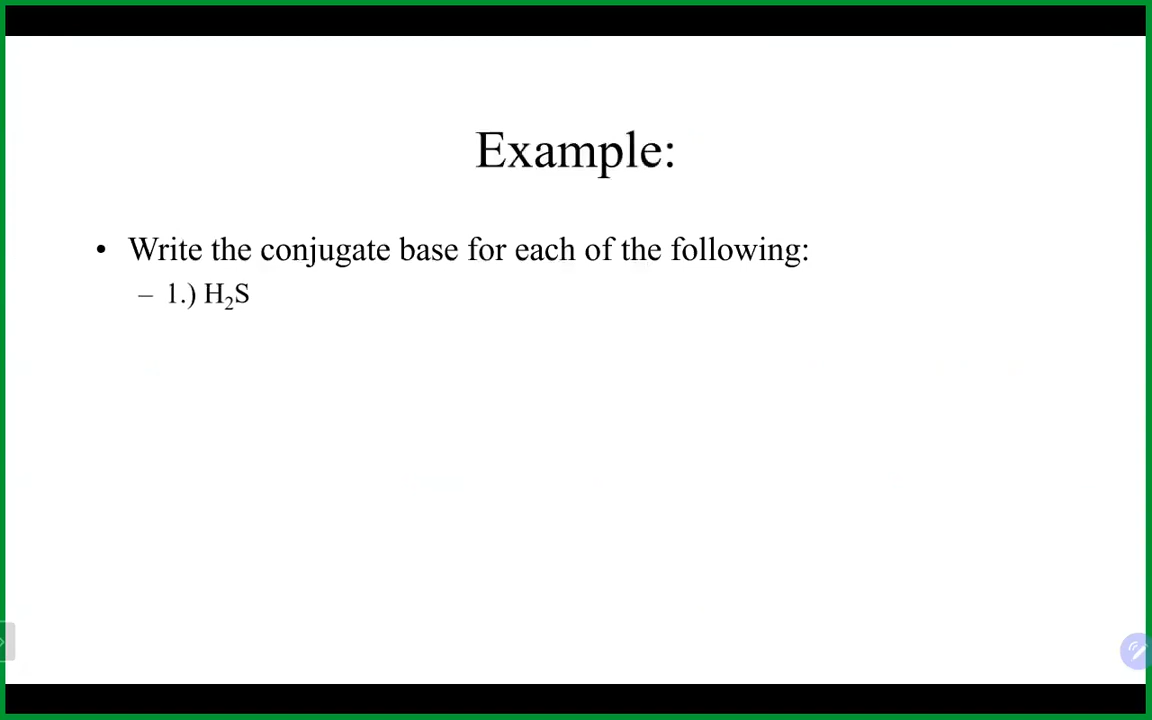 Example:
• Write the conjugate base for each of the following:
– 1.) H₂S